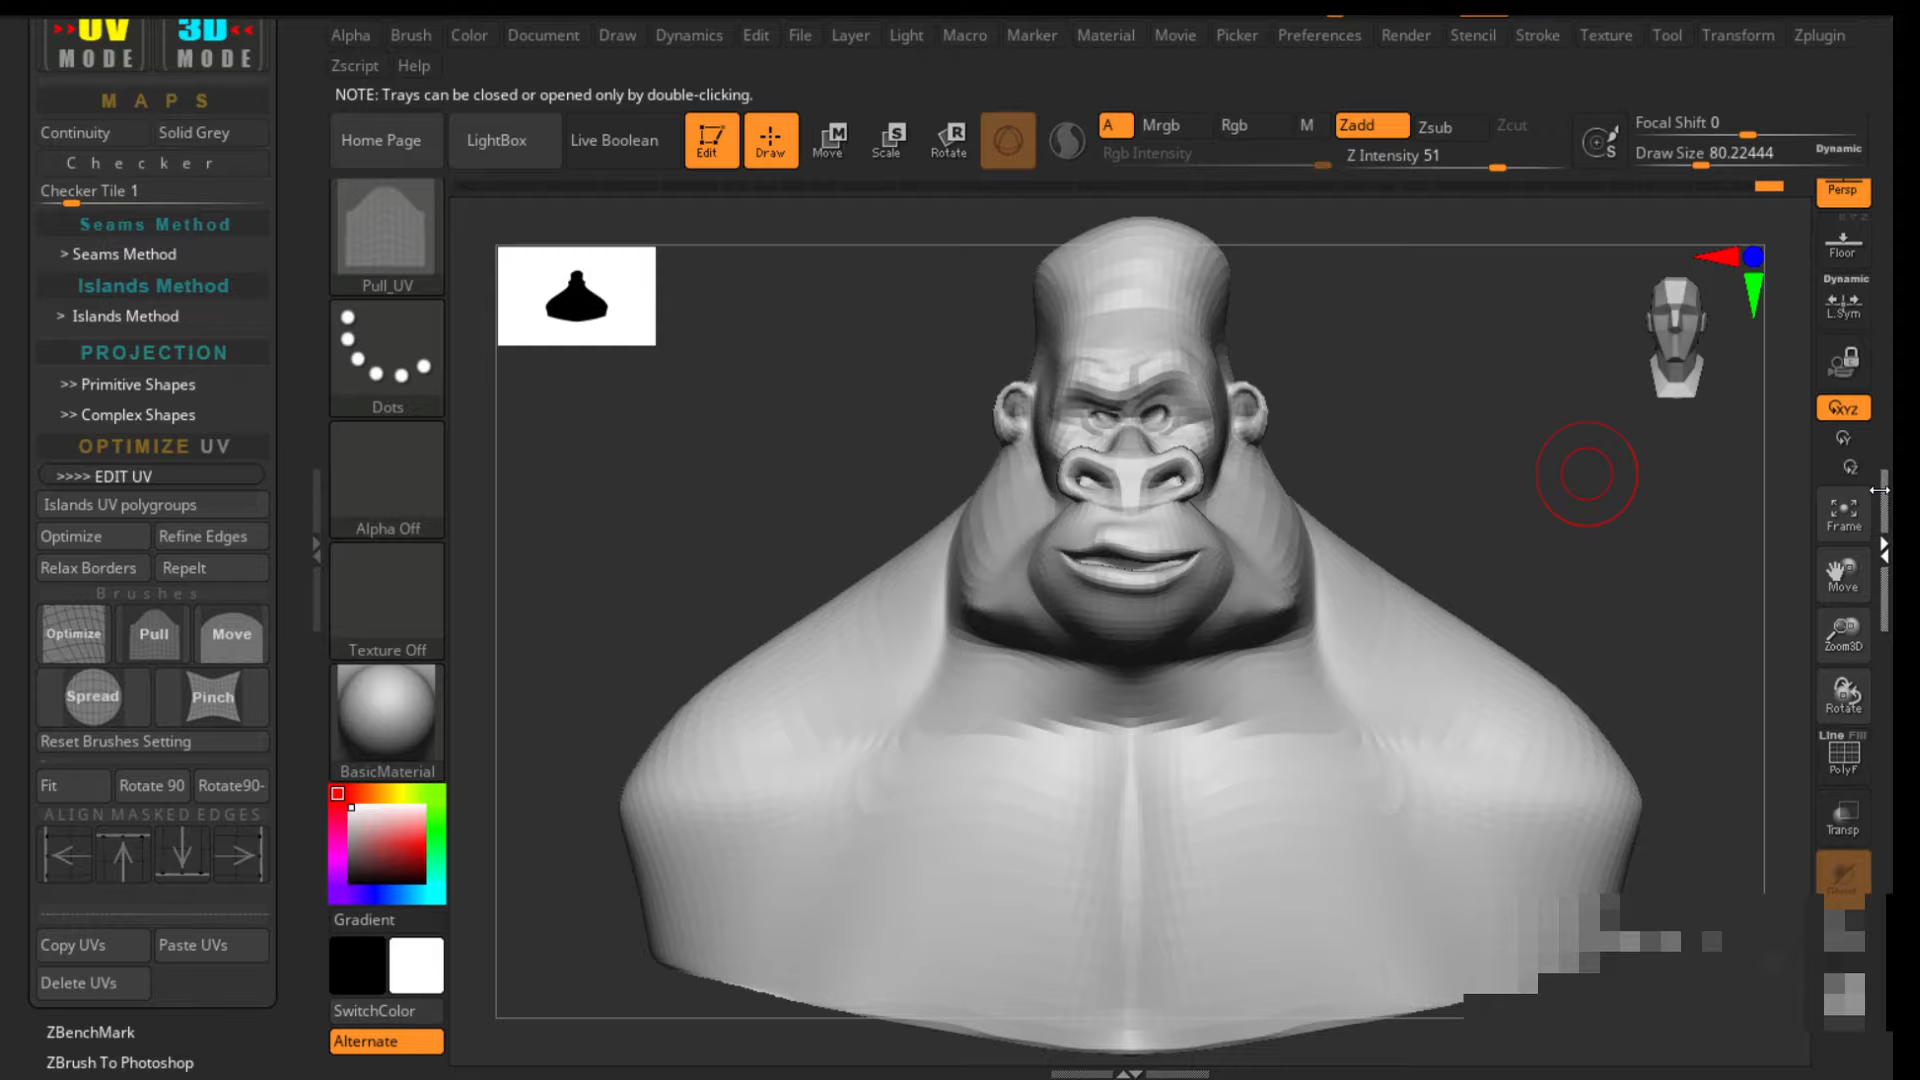 >>UV
3D<<
MODE
MODE
MAPS
Continuity
Solid Grey
Checker
Checker Tile 1
Seams Method
> Seams Method
Islands Method
> Islands Method
PROJECTION
>> Primitive Shapes
>> Complex Shapes
OPTIMIZE UV
>>>> EDIT UV
Islands UV polygroups
Optimize
Refine Edges
Relax Borders
Repelt
Brushes
Optimize
Pull
Move
Spread
Pinch
Reset Brushes Setting
Fit
Rotate 90
Rotate90-
ALIGN MASKED EDGES
Copy UVs
Paste UVs
Delete UVs
ZBenchMark
ZBrush To Photoshop
Alpha Brush Color Document Draw Dynamics Edit File Layer Light Macro Marker Material Movie Picker Preferences Render Stencil Stroke Texture Tool Transform Zplugin
Zscript Help
NOTE: Trays can be closed or opened only by double-clicking.
Home Page
LightBox
Live Boolean
Edit
Draw
Move
Scale
Rotate
A
Mrgb
Rgb
M
Zadd
Zsub
Zcut
Rgb Intensity
Z Intensity 51
Focal Shift 0
Draw Size 80.22444
Dynamic
Pull_UV
Dots
Alpha Off
Texture Off
BasicMaterial
Gradient
SwitchColor
Alternate
Persp
Floor
Dynamic
L.Sym
XYZ
Y
Z
Frame
Move
Zoom3D
Rotate
Line Fill
PolyF
Transp